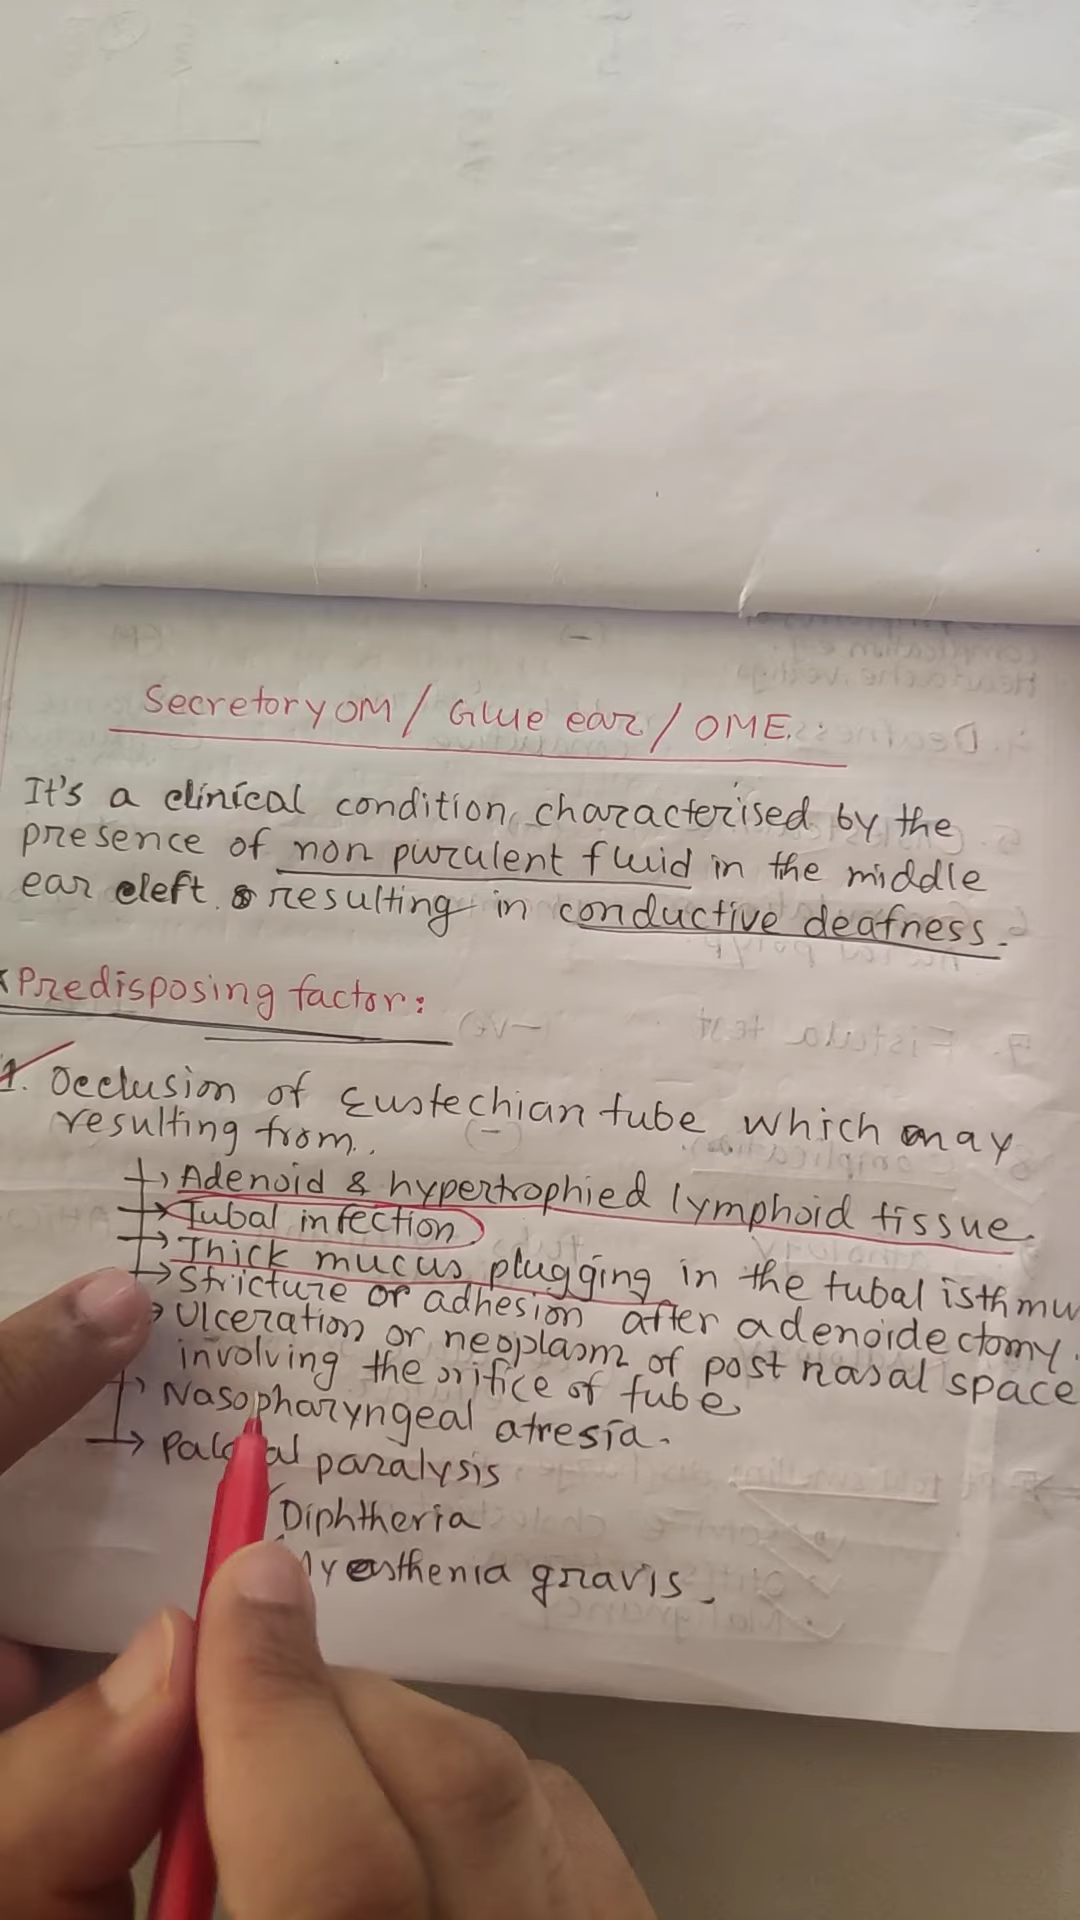 Secretory OM / Glue ear / OME.
It's a clinical condition, characterised by the
presence of non purulent fluid in the middle
ear cleft resulting in conductive deafness.
Predisposing factor:
1. Occlusion of Eustechian tube which may
resulting from.
→ Adenoid & hypertrophied lymphoid tissue.
→ Tubal infection
→ Thick mucus plugging in the tubal isthmu
→ Stricture or adhesion after adenoidectomy.
→ Ulceration or neoplasm of post nasal space
involving the orifice of tube
→ Nasopharyngeal atresia.
→ paralysis
Diphtheria
gravis.